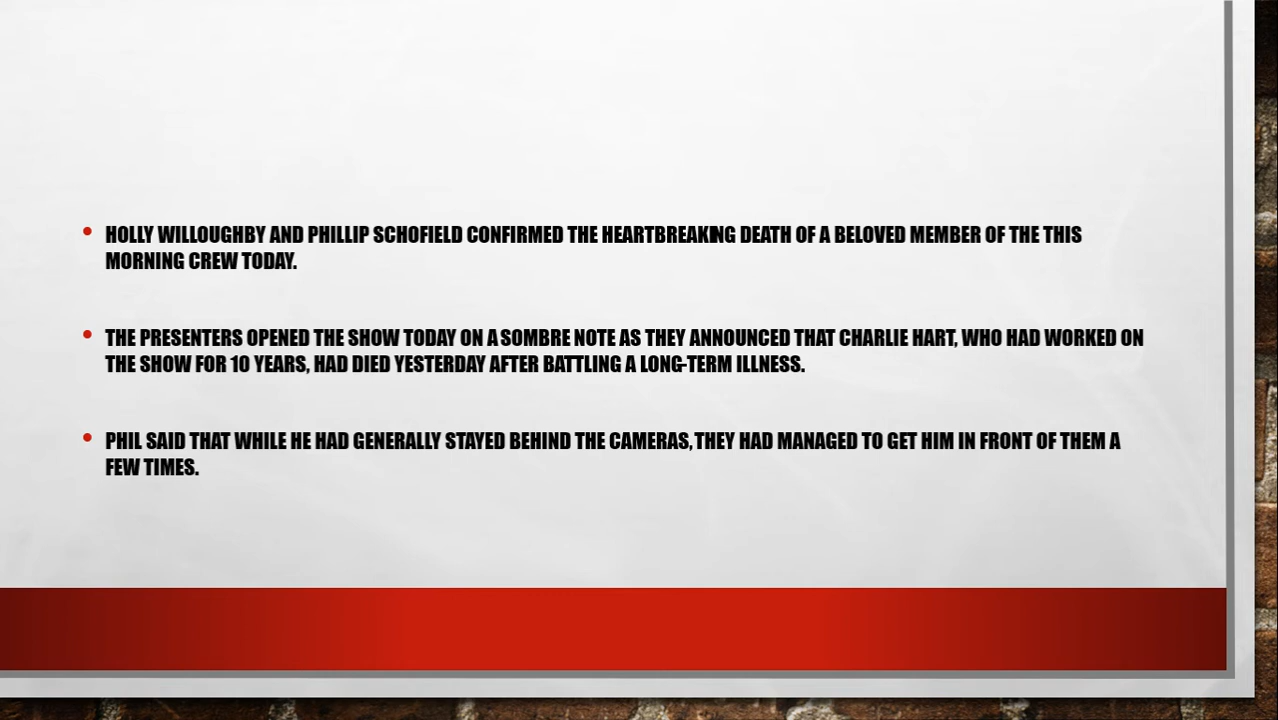 • HOLLY WILLOUGHBY AND PHILLIP SCHOFIELD CONFIRMED THE HEARTBREAKING DEATH OF A BELOVED MEMBER OF THE THIS
MORNING CREW TODAY.
• THE PRESENTERS OPENED THE SHOW TODAY ON A SOMBRE NOTE AS THEY ANNOUNCED THAT CHARLIE HART, WHO HAD WORKED ON
THE SHOW FOR 10 YEARS, HAD DIED YESTERDAY AFTER BATTLING A LONG-TERM ILLNESS.
• PHIL SAID THAT WHILE HE HAD GENERALLY STAYED BEHIND THE CAMERAS, THEY HAD MANAGED TO GET HIM IN FRONT OF THEM A
FEW TIMES.